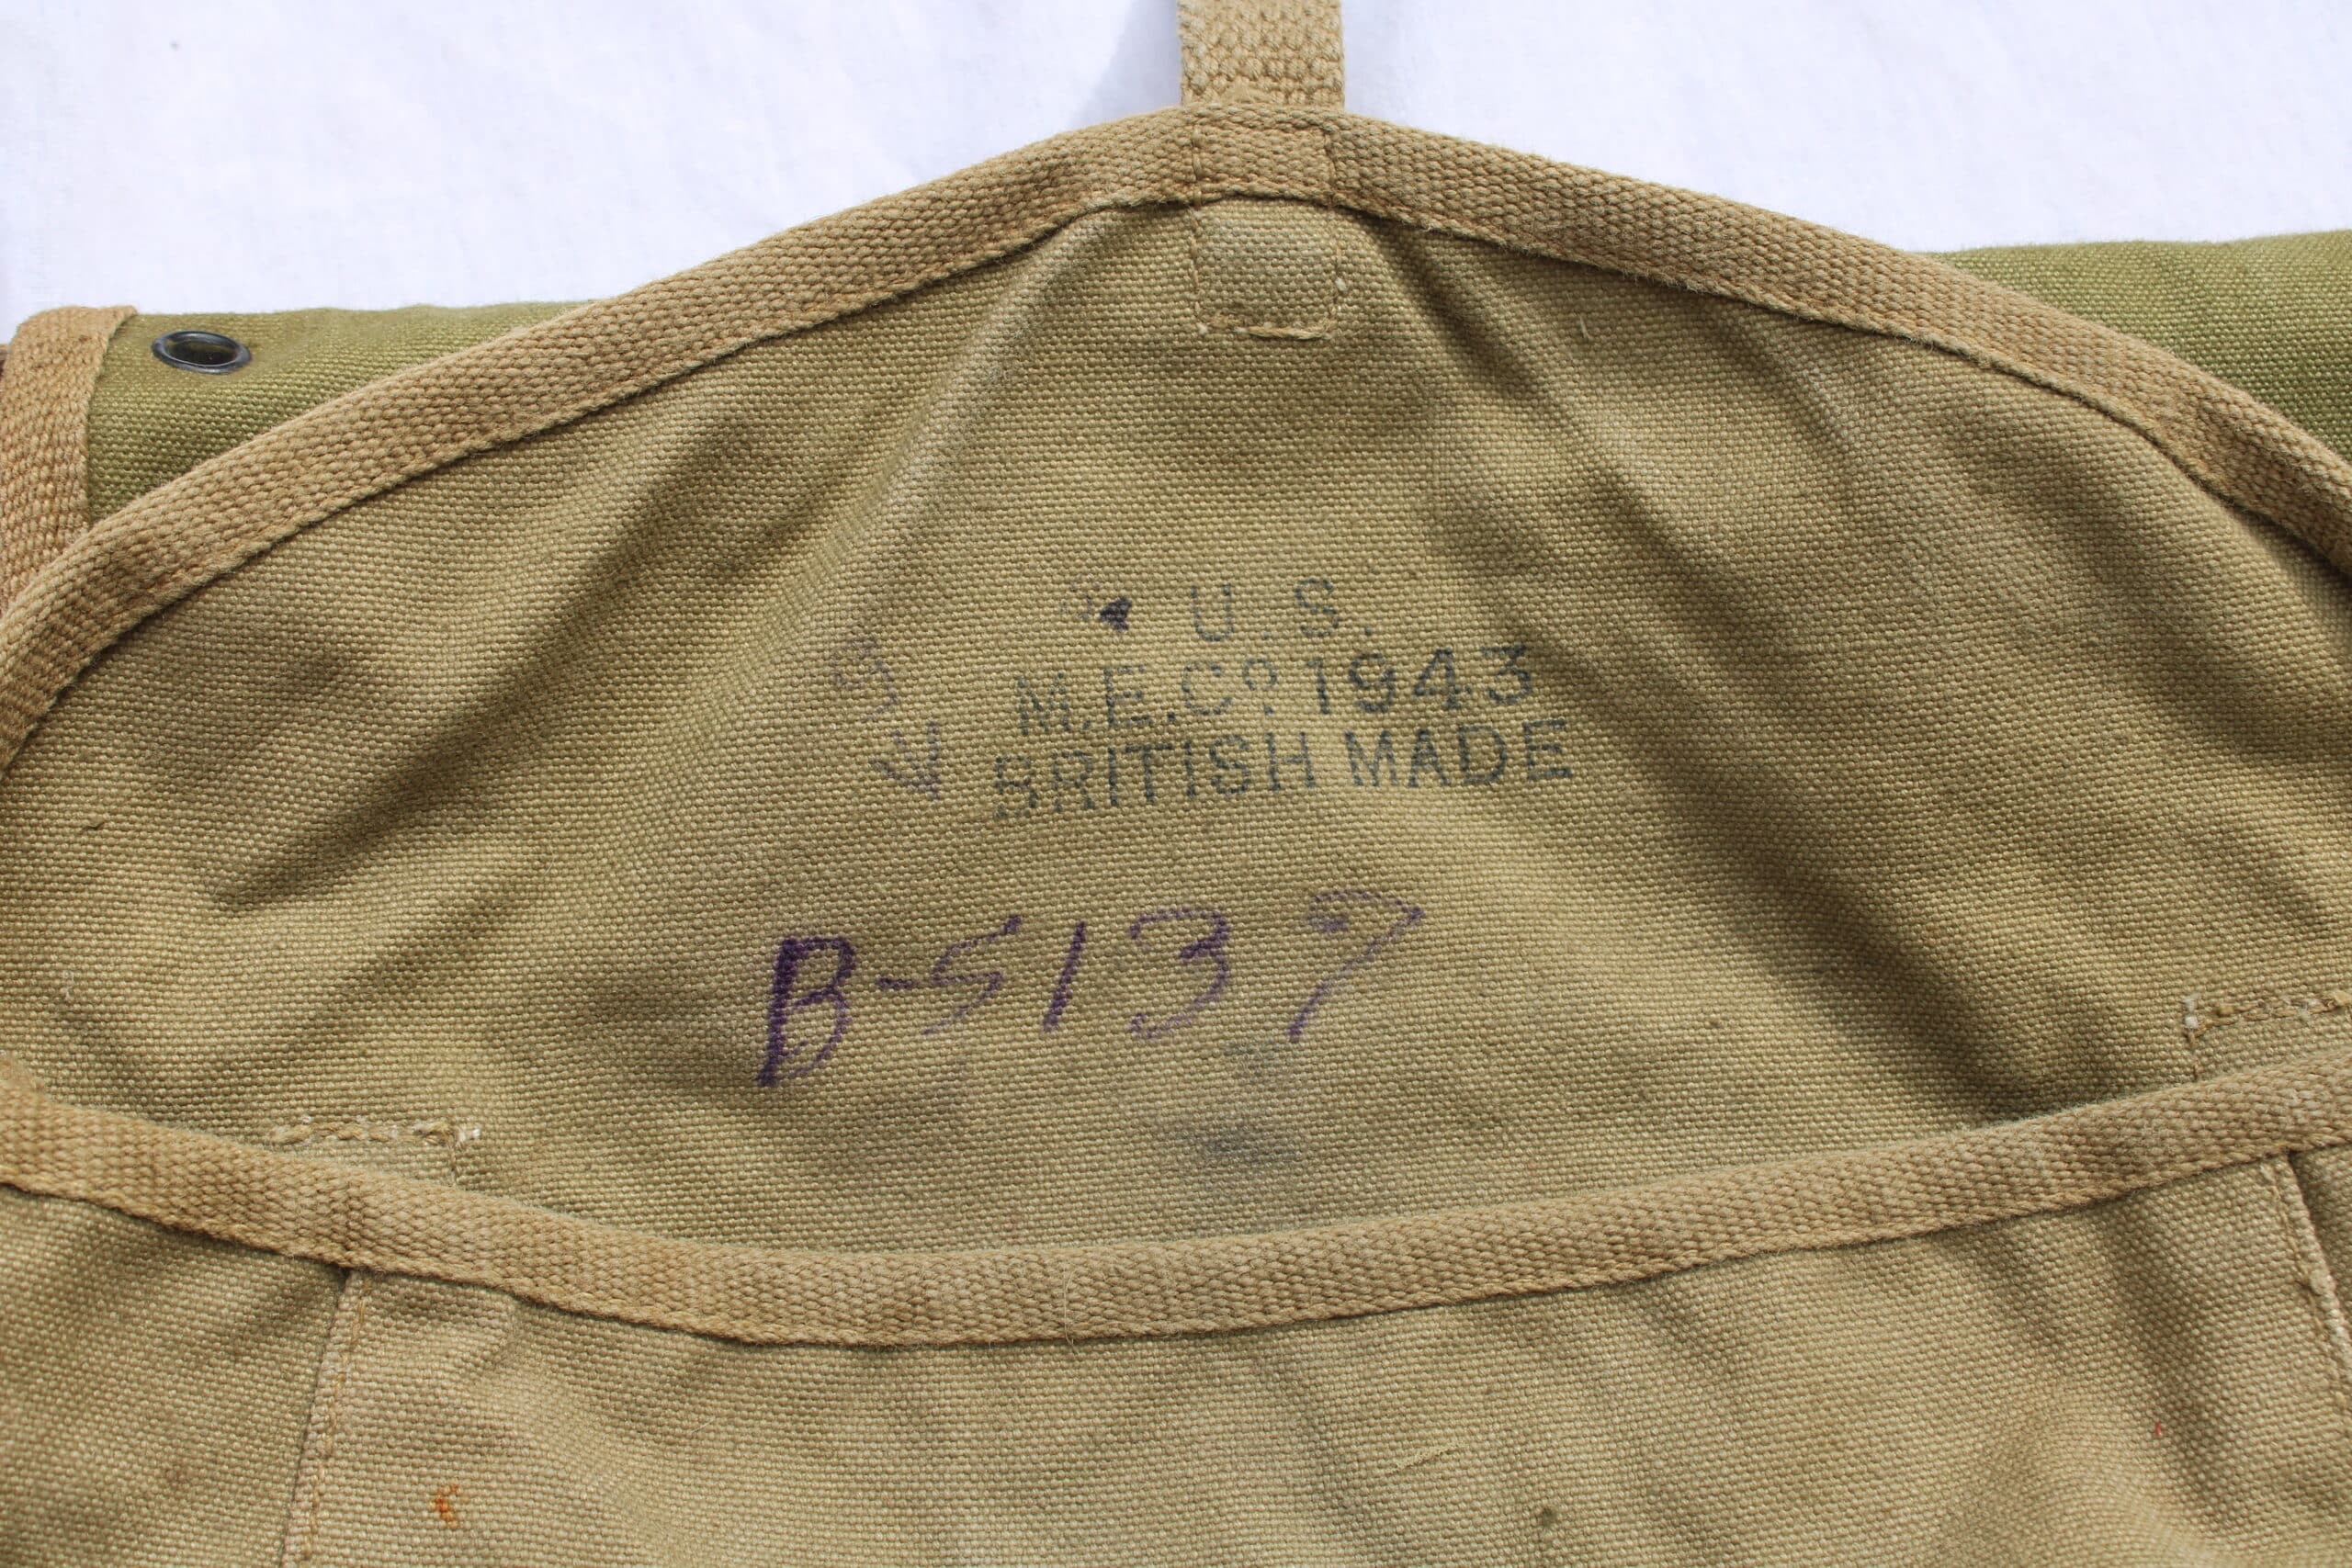 U.S.
M.E.Cº. 1943
BRITISH MADE
B-5137